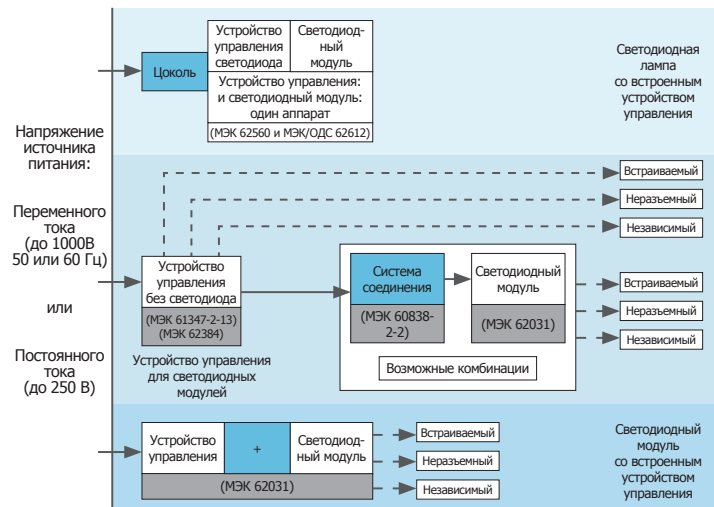 Напряжение
источника
питания:
Переменного
тока
(до 1000В
50 или 60 Гц)
или
Постоянного
тока
(до 250 В)
Цоколь
Устройство
управления
светодиода
Светодиод-
ный
модуль
Устройство управления:
и светодиодный модуль:
один аппарат
(МЭК 62560 и МЭК/ОДС 62612)
Светодиодная
лампа
со встроенным
устройством
управления
Встраиваемый
Неразъемный
Независимый
Устройство
управления
без светодиода
(МЭК 61347-2-13)
(МЭК 62384)
Устройство управления
для светодиодных
модулей
Система
соединения
(МЭК 60838-
2-2)
Светодиодный
модуль
(МЭК 62031)
Возможные комбинации
Встраиваемый
Неразъемный
Независимый
Устройство
управления
+
Светодиод-
ный модуль
(МЭК 62031)
Встраиваемый
Неразъемный
Независимый
Светодиодный
модуль
со встроенным
устройством
управления